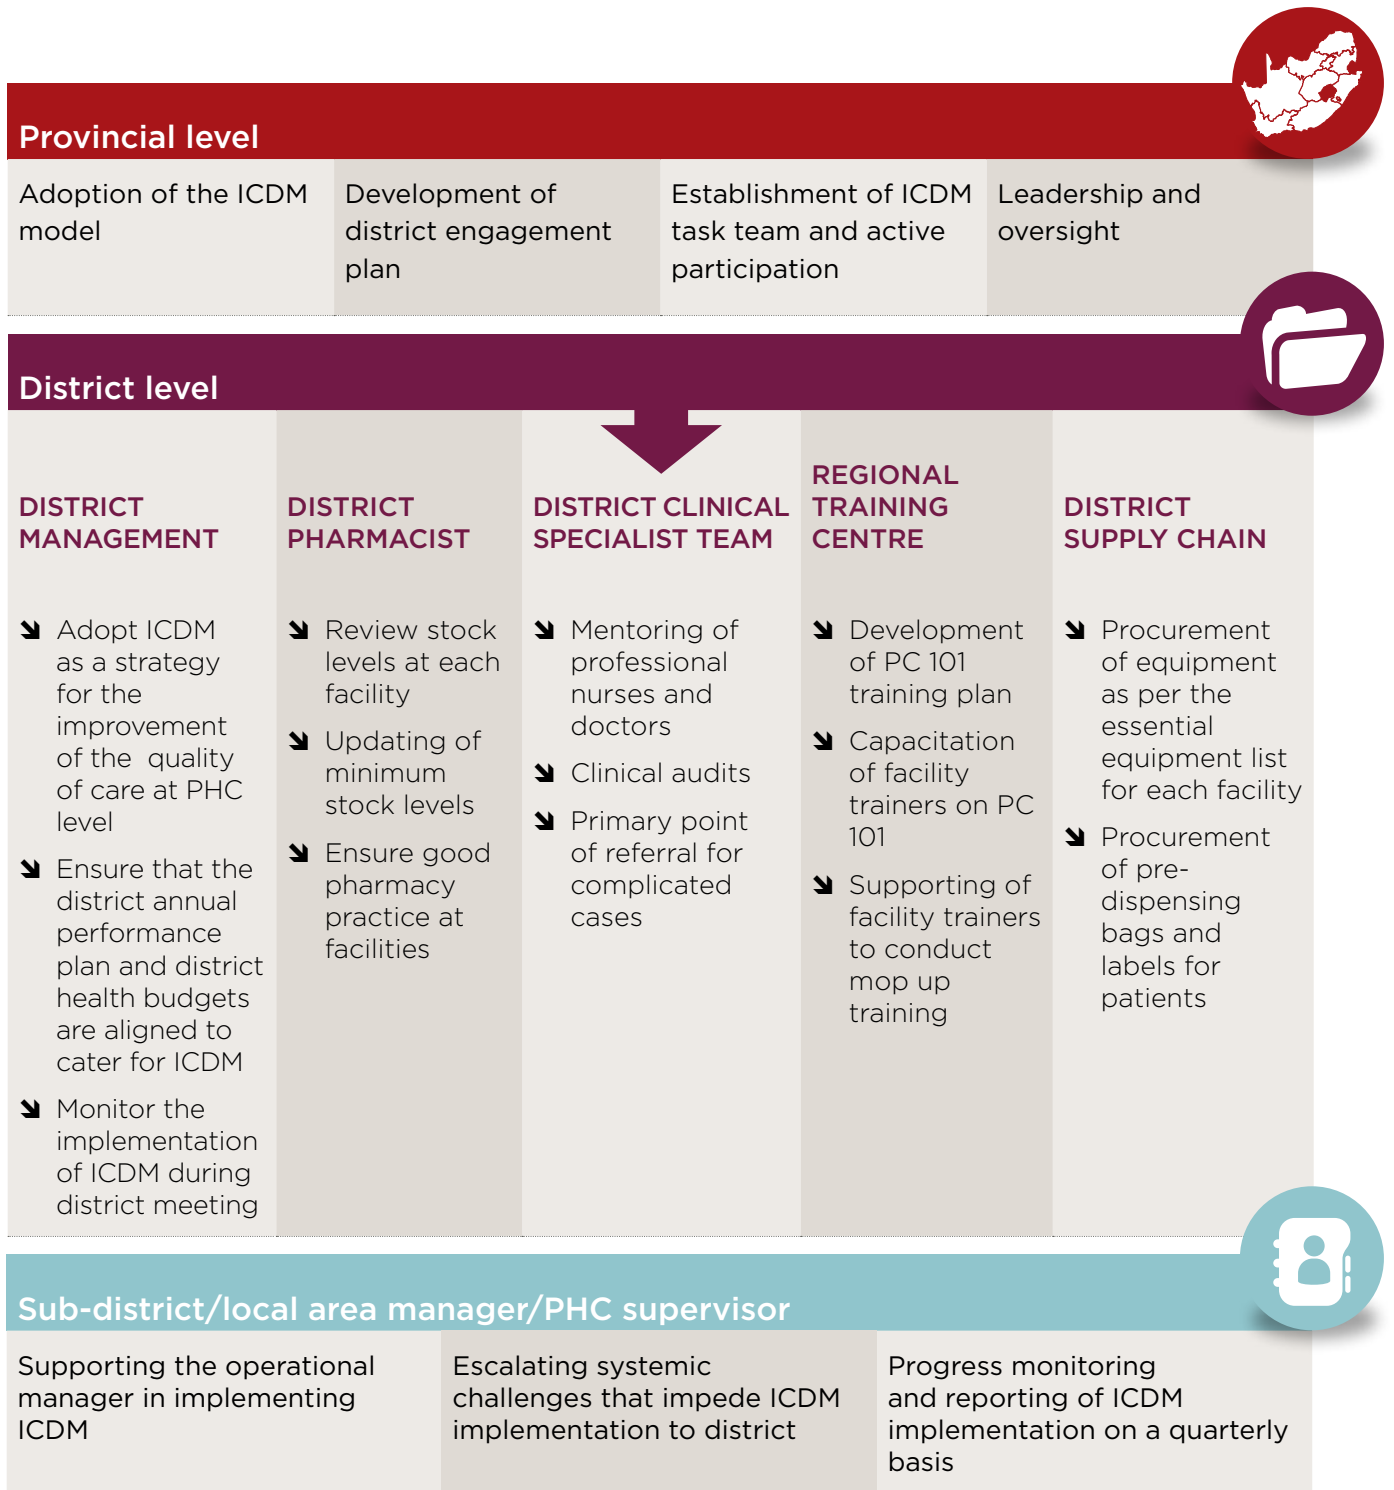 Provincial level
Adoption of the ICDM
model
Development of
district engagement
plan
Establishment of ICDM
task team and active
participation
Leadership and
oversight
District level
DISTRICT
MANAGEMENT
Adopt ICDM
as a strategy
for the
improvement
of the quality
of care at PHC
level
Ensure that the
district annual
performance
plan and district
health budgets
are aligned to
cater for ICDM
Monitor the
implementation
of ICDM during
district meeting
DISTRICT
PHARMACIST
Review stock
levels at each
facility
Updating of
minimum
stock levels
Ensure good
pharmacy
practice at
facilities
DISTRICT CLINICAL
SPECIALIST TEAM
Mentoring of
professional
nurses and
doctors
Clinical audits
Primary point
of referral for
complicated
cases
REGIONAL
TRAINING
CENTRE
Development
of PC 101
training plan
Capacitation
of facility
trainers on PC
101
Supporting of
facility trainers
to conduct
mop up
training
DISTRICT
SUPPLY CHAIN
Procurement
of equipment
as per the
essential
equipment list
for each facility
Procurement
of pre-
dispensing
bags and
labels for
patients
Sub-district/local area manager/PHC supervisor
Supporting the operational
manager in implementing
ICDM
Escalating systemic
challenges that impede ICDM
implementation to district
Progress monitoring
and reporting of ICDM
implementation on a quarterly
basis